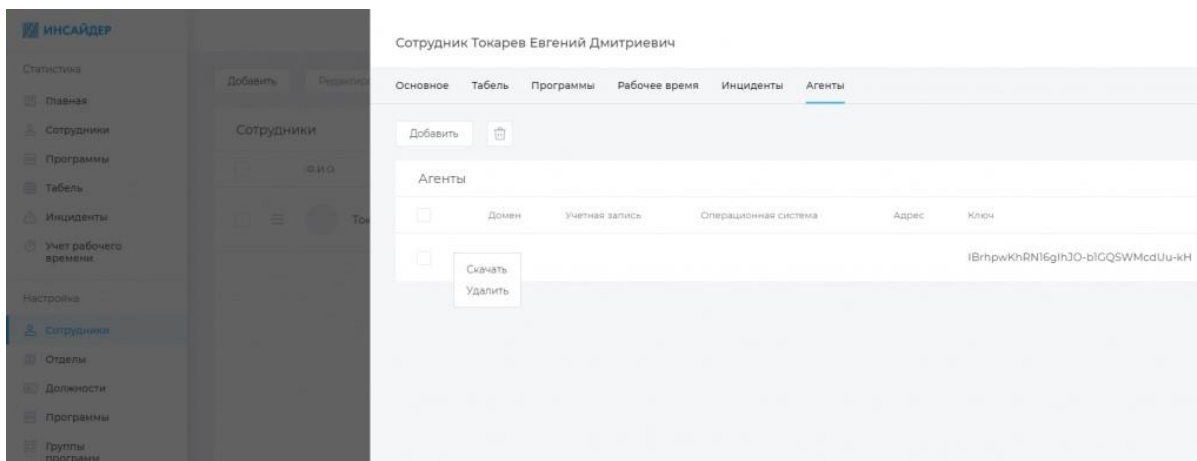 ИНСАЙДЕР
Статистика
Главная
Сотрудники
Программы
Табель
Инциденты
Учет рабочего
времени
Настройка
Сотрудники
Отделы
Должности
Программы
Группы
программ
Добавить
Сотрудники
Ф.И.О
Ток
Сотрудник Токарев Евгений Дмитриевич
Основное Табель Программы Рабочее время Инциденты Агенты
Добавить
Агенты
Домен Учетная запись Операционная система Адрес Ключ
Скачать
Удалить
IBrhpwKhRN16glhJO-b1GQSWMcdUu-kH